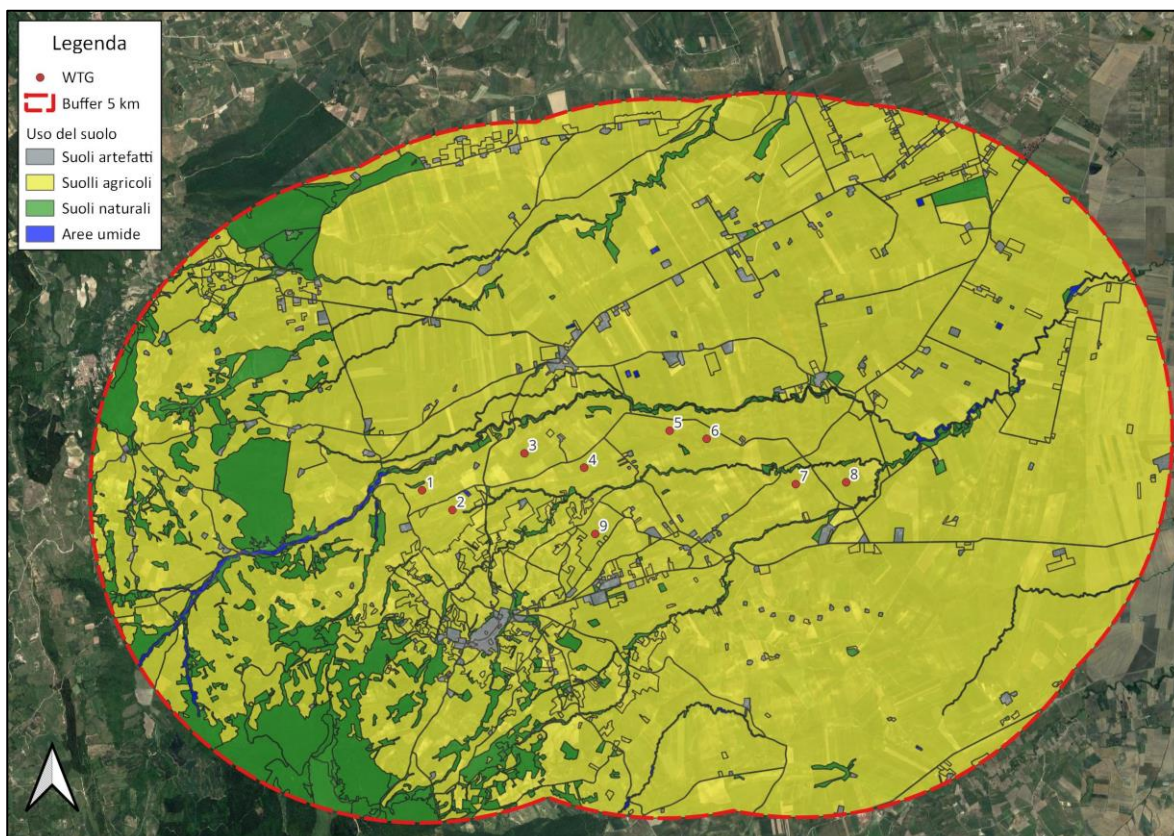 Legenda
WTG
Buffer 5 km
Uso del suolo
Suoli artefatti
Suolli agricoli
Suoli naturali
Aree umide
5
6
3
4
1
7
8
2
9